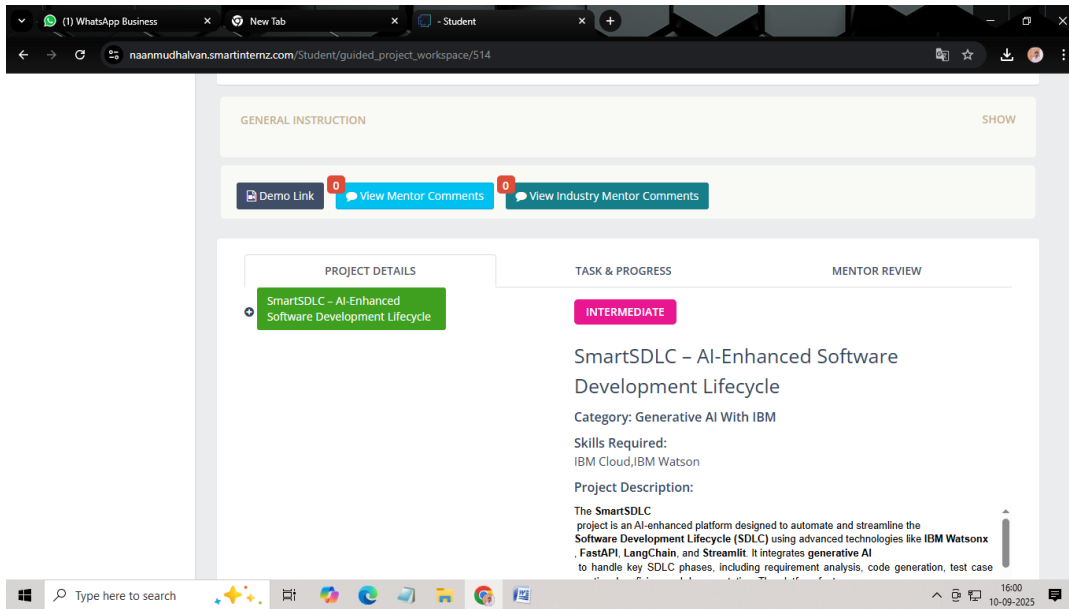 (1) WhatsApp Business
New Tab
- Student
naanmudhalvan.smartinternz.com/Student/guided_project_workspace/514
GENERAL INSTRUCTION
SHOW
Demo Link
0
View Mentor Comments
0
View Industry Mentor Comments
PROJECT DETAILS
TASK & PROGRESS
MENTOR REVIEW
SmartSDLC – AI-Enhanced
Software Development Lifecycle
INTERMEDIATE
SmartSDLC – AI-Enhanced Software
Development Lifecycle
Category: Generative AI With IBM
Skills Required:
IBM Cloud,IBM Watson
Project Description:
The SmartSDLC
project is an AI-enhanced platform designed to automate and streamline the
Software Development Lifecycle (SDLC) using advanced technologies like IBM Watsonx
, FastAPI, LangChain, and Streamlit. It integrates generative AI
to handle key SDLC phases, including requirement analysis, code generation, test case
Type here to search
16:00
10-09-2025